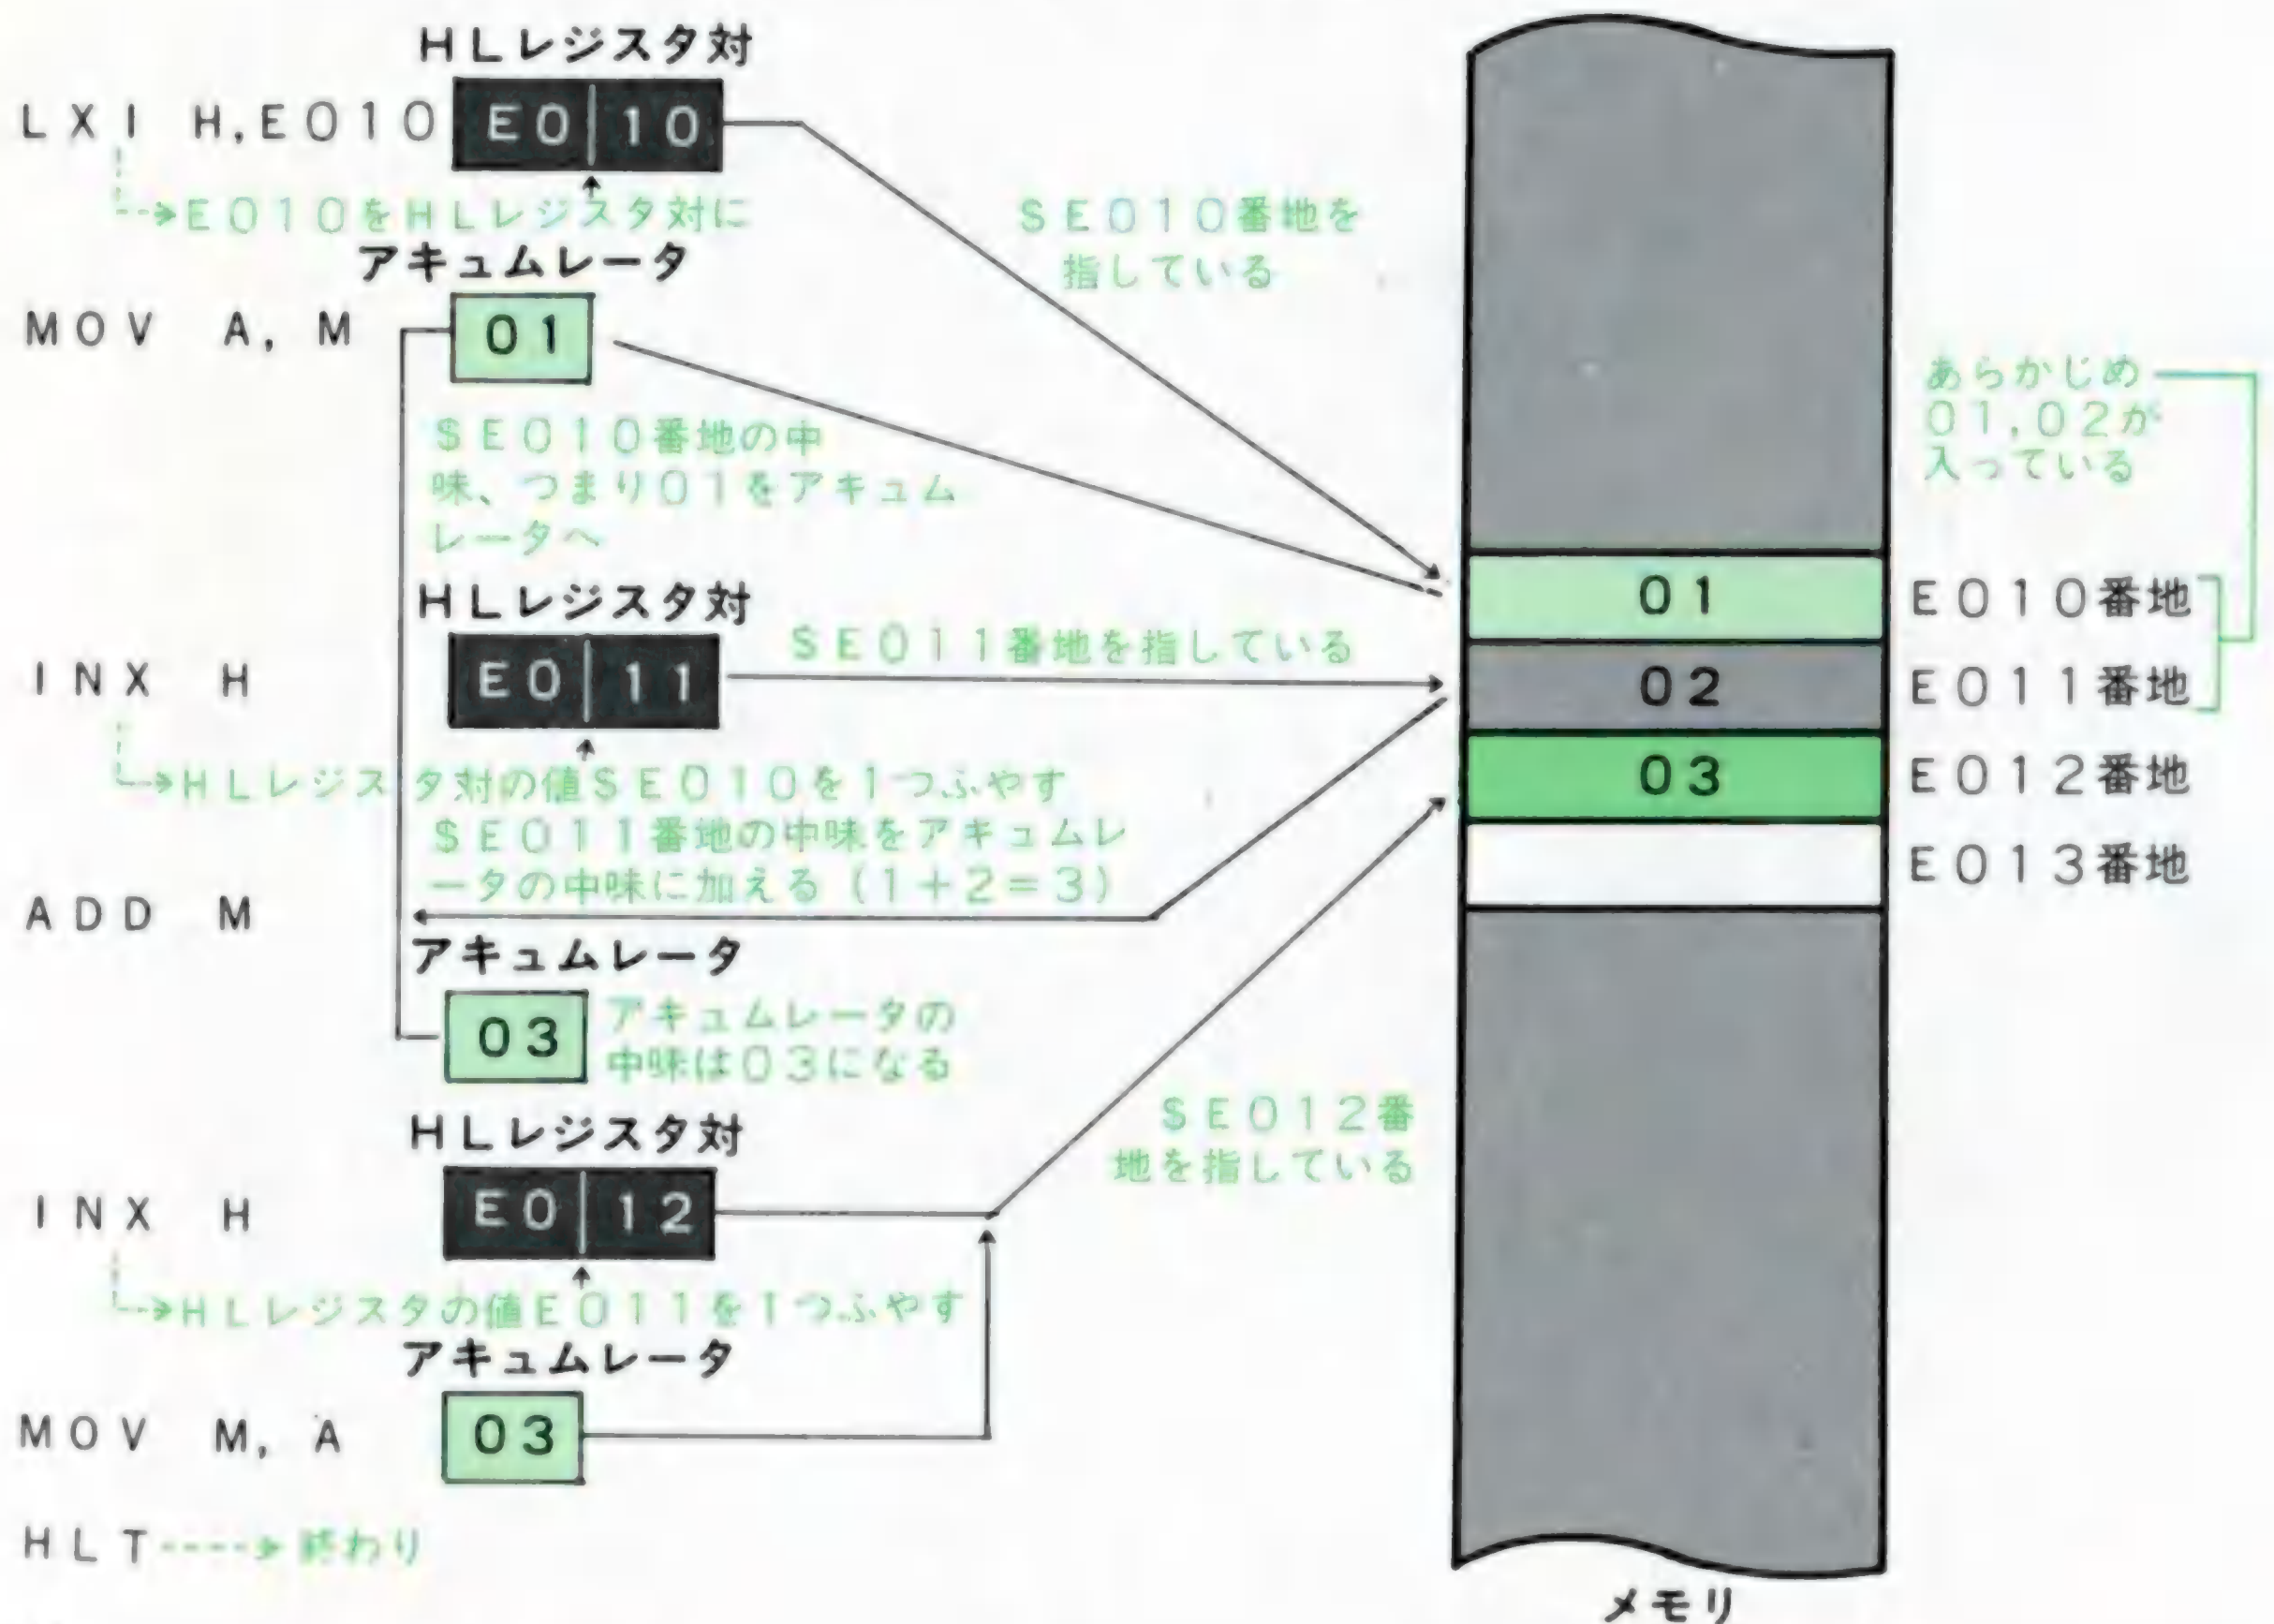 HLレジスタ対
LXI H,E010
E0 10
E010をHLレジスタ対に
$E010番地を
指している
アキュムレータ
MOV A, M
01
$E010番地の中
味、つまり01をアキュム
レータへ
HLレジスタ対
INX H
E0 11
$E011番地を指している
HLレジスタ対の値$E010を1つふやす
$E011番地の中味をアキュムレ
ータの中味に加える (1+2=3)
ADD M
アキュムレータ
03
アキュムレータの
中味は03になる
HLレジスタ対
INX H
E0 12
$E012番
地を指している
HLレジスタの値E011を1つふやす
アキュムレータ
MOV M, A
03
HLT
終わり
あらかじめ
01,02が
入っている
01
E010番地
02
E011番地
03
E012番地
E013番地
メモリ